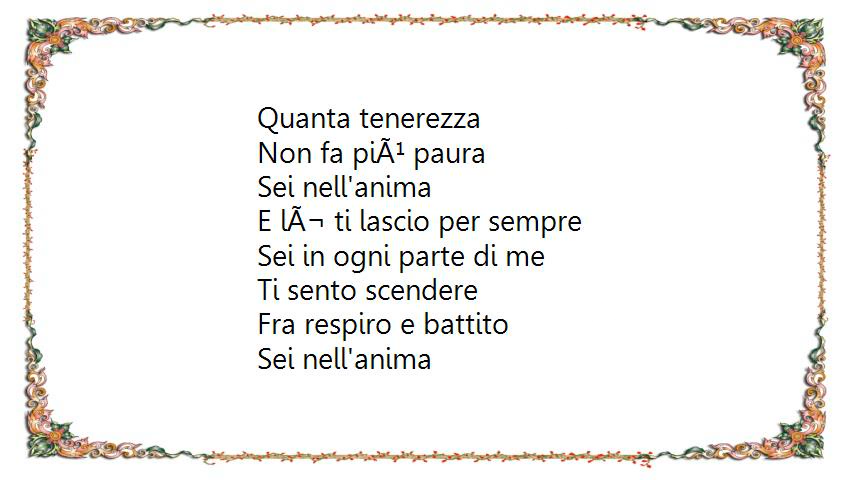 Quanta tenerezza
Non fa piÃ¹ paura
Sei nell'anima
E lÃ¬ ti lascio per sempre
Sei in ogni parte di me
Ti sento scendere
Fra respiro e battito
Sei nell'anima